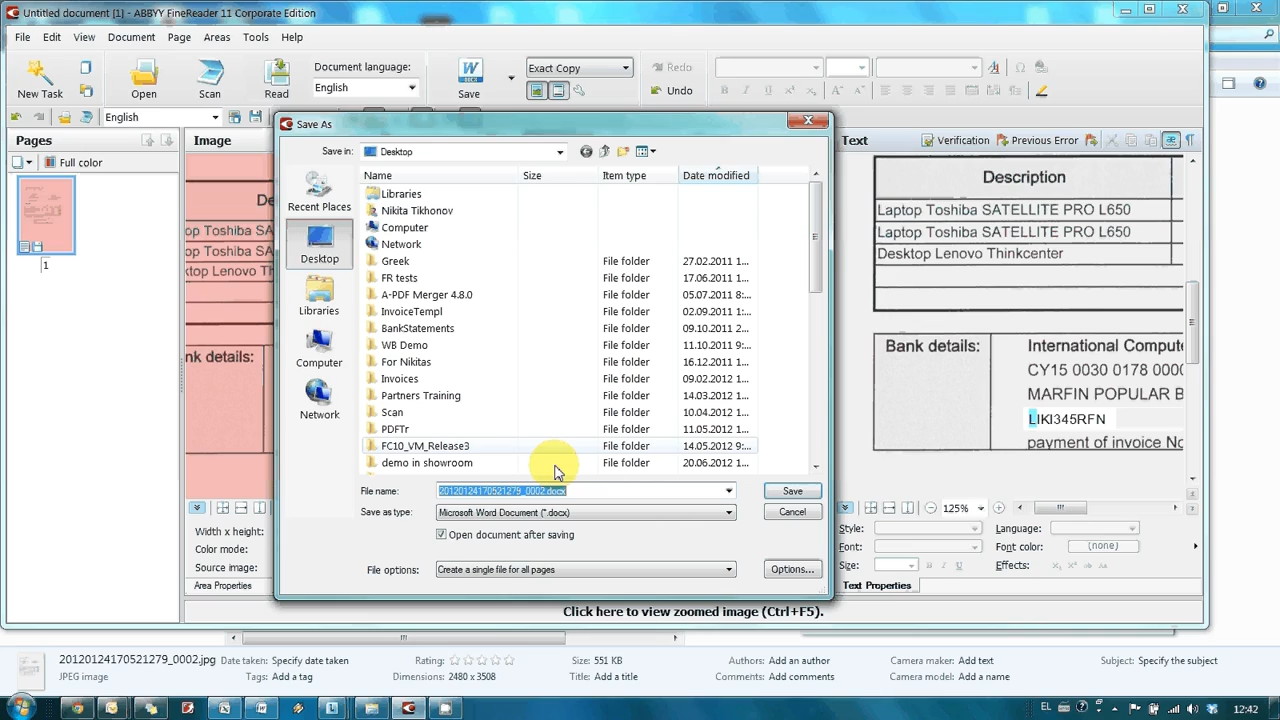 Untitled document [1] - ABBYY FineReader 11 Corporate Edition
File Edit View Document Page Areas Tools Help
New Task Open Scan Read Document language: English Save Exact Copy Redo Undo
English
Pages
Full color
1
Image
De
op Toshiba SA
op Toshiba SA
sktop Lenovo Th
nk details:
Width x height:
Color mode:
Source image:
Area Properties
Save As
Save in: Desktop
Recent Places
Desktop
Libraries
Computer
Network
Name Size Item type Date modified
Libraries
Nikita Tikhonov
Computer
Network
Greek File folder 27.02.2011 1...
FR tests File folder 17.06.2011 1...
A-PDF Merger 4.8.0 File folder 05.07.2011 8:...
InvoiceTempl File folder 02.09.2011 1:...
BankStatements File folder 09.10.2011 2...
WB Demo File folder 11.10.2011 9:...
For Nikitas File folder 16.12.2011 1...
Invoices File folder 09.02.2012 1...
Partners Training File folder 14.03.2012 1...
Scan File folder 10.04.2012 1...
PDFTr File folder 11.05.2012 1...
FC10_VM_Release3 File folder 14.05.2012 9:...
demo in showroom File folder 20.06.2012 1...
File name: 20120124170521279_0002.docx Save
Save as type: Microsoft Word Document (*.docx) Cancel
Open document after saving
File options: Create a single file for all pages Options...
Text Verification Previous Error
Description
Laptop Toshiba SATELLITE PRO L650
Laptop Toshiba SATELLITE PRO L650
Desktop Lenovo Thinkcenter
Bank details: International Compute
CY15 0030 0178 0000
MARFIN POPULAR B
LIKI345RFN
payment of invoice No
125%
Style: Language:
Font: Font color: (none)
Size: Effects:
Text Properties
Click here to view zoomed image (Ctrl+F5).
20120124170521279_0002.jpg Date taken: Specify date taken Rating: Size: 551 KB Authors: Add an author Camera maker: Add text Subject: Specify the subject
JPEG image Tags: Add a tag Dimensions: 2480 x 3508 Title: Add a title Comments: Add comments Camera model: Add a name
EL 12:42